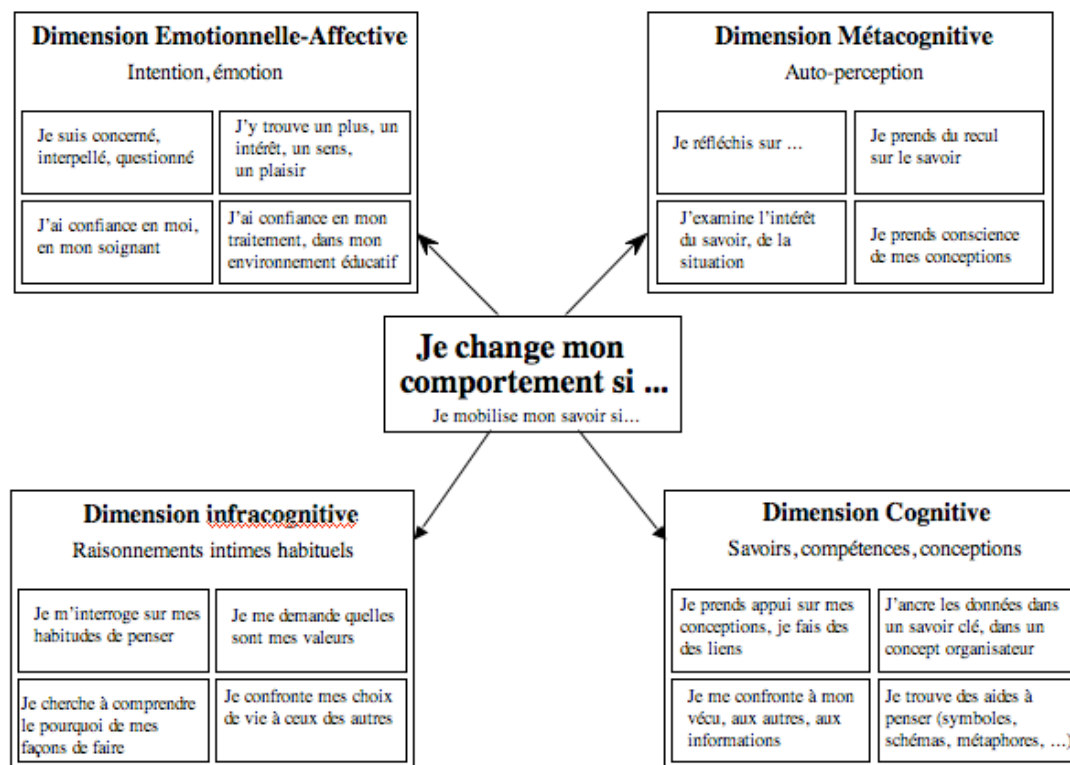 Dimension Emotionnelle-Affective
Intention, émotion
Je suis concerné,
interpellé, questionné
J'y trouve un plus, un
intérêt, un sens,
un plaisir
J'ai confiance en moi,
en mon soignant
J'ai confiance en mon
traitement, dans mon
environnement éducatif
Dimension Métacognitive
Auto-perception
Je réfléchis sur ...
Je prends du recul
sur le savoir
J'examine l'intérêt
du savoir, de la
situation
Je prends conscience
de mes conceptions
Je change mon
comportement si ...
Je mobilise mon savoir si...
Dimension infracognitive
Raisonnements intimes habituels
Je m'interroge sur mes
habitudes de penser
Je me demande quelles
sont mes valeurs
Je cherche à comprendre
le pourquoi de mes
façons de faire
Je confronte mes choix
de vie à ceux des autres
Dimension Cognitive
Savoirs, compétences, conceptions
Je prends appui sur mes
conceptions, je fais des
des liens
J'ancre les données dans
un savoir clé, dans un
concept organisateur
Je me confronte à mon
vécu, aux autres, aux
informations
Je trouve des aides à
penser (symboles,
schémas, métaphores, ...)